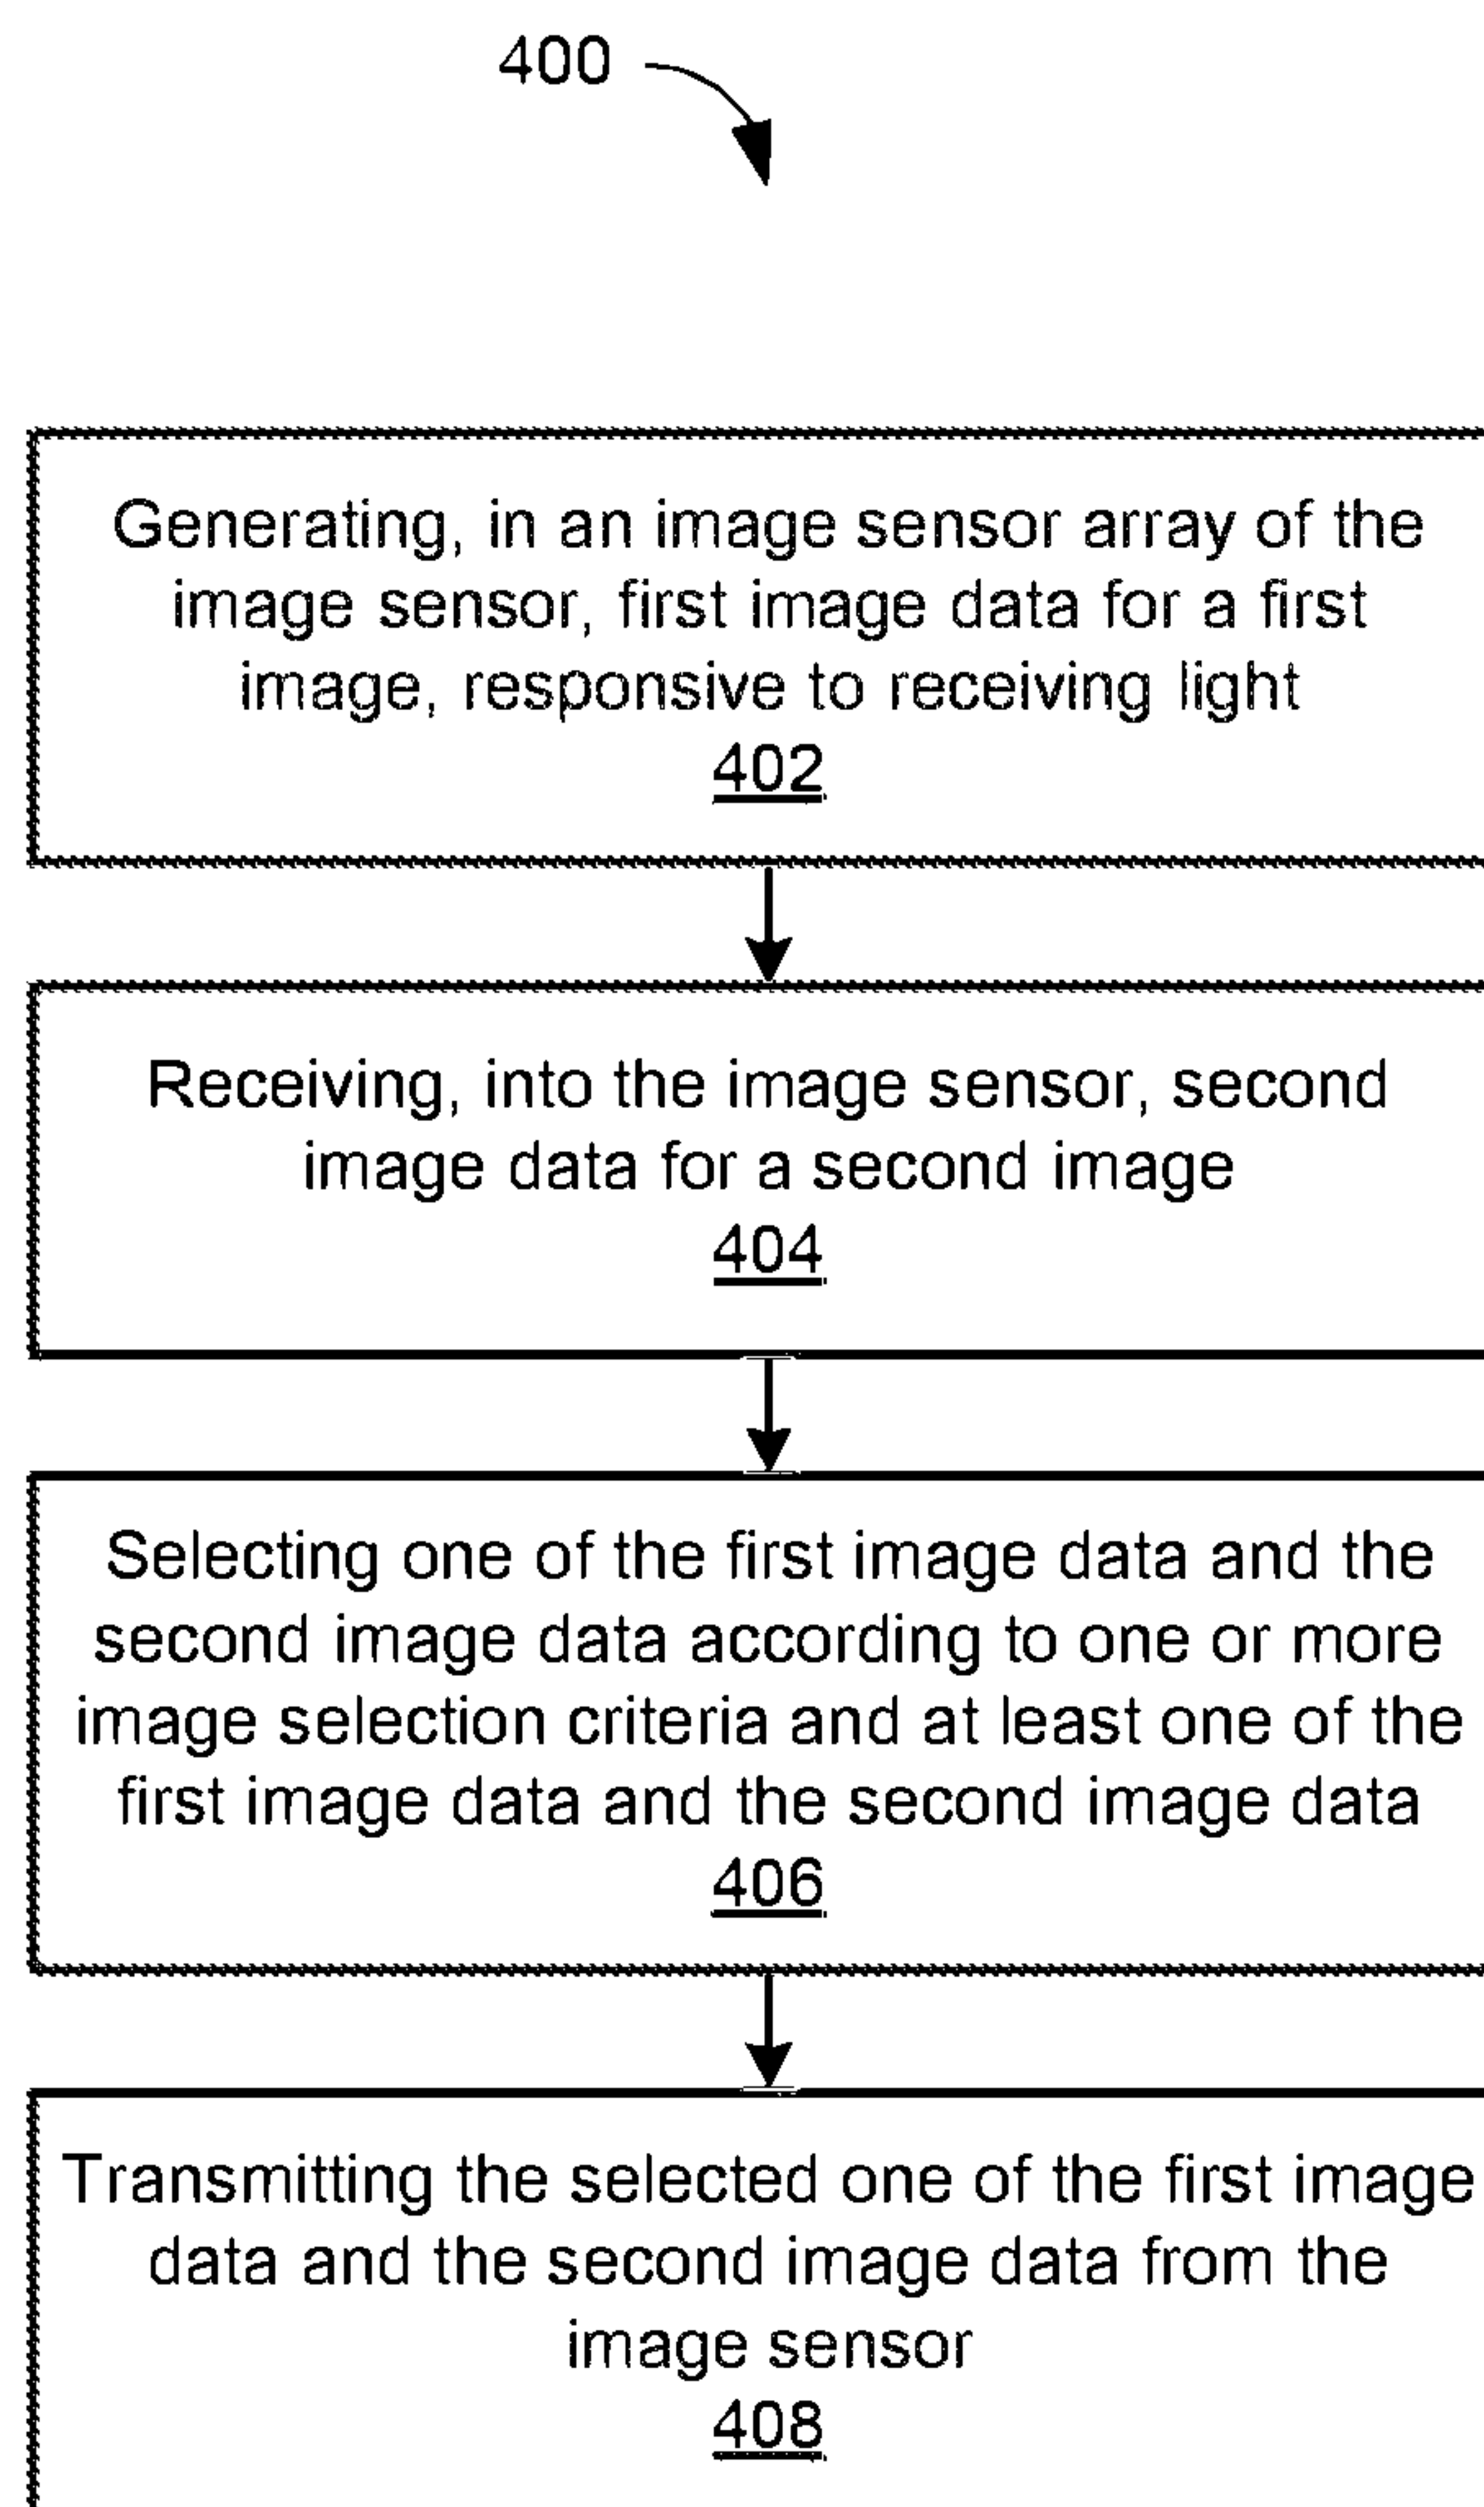 400
Generating, in an image sensor array of the
image sensor, first image data for a first
image, responsive to receiving light
402
Receiving, into the image sensor, second
image data for a second image
404
Selecting one of the first image data and the
second image data according to one or more
image selection criteria and at least one of the
first image data and the second image data
406
Transmitting the selected one of the first image
data and the second image data from the
image sensor
408